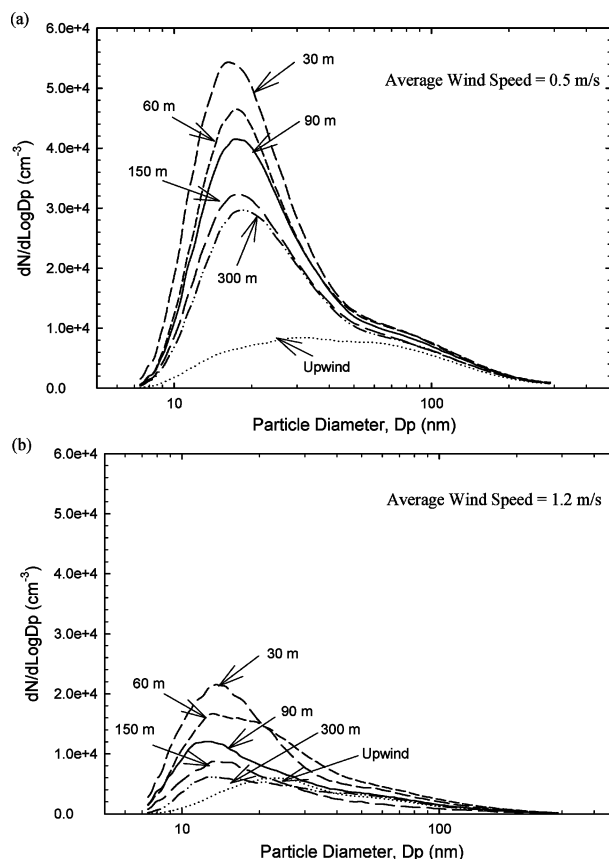 (a)
6.0e+4
5.0e+4
4.0e+4
3.0e+4
2.0e+4
1.0e+4
0.0
dN/dLogDp (cm-3)
30 m
Average Wind Speed = 0.5 m/s
60 m
90 m
150 m
300 m
Upwind
10 100
Particle Diameter, Dp (nm)
(b)
6.0e+4
5.0e+4
4.0e+4
3.0e+4
2.0e+4
1.0e+4
0.0
dN/dLogDp (cm-3)
Average Wind Speed = 1.2 m/s
30 m
60 m
90 m
300 m
150 m
Upwind
10 100
Particle Diameter, Dp (nm)